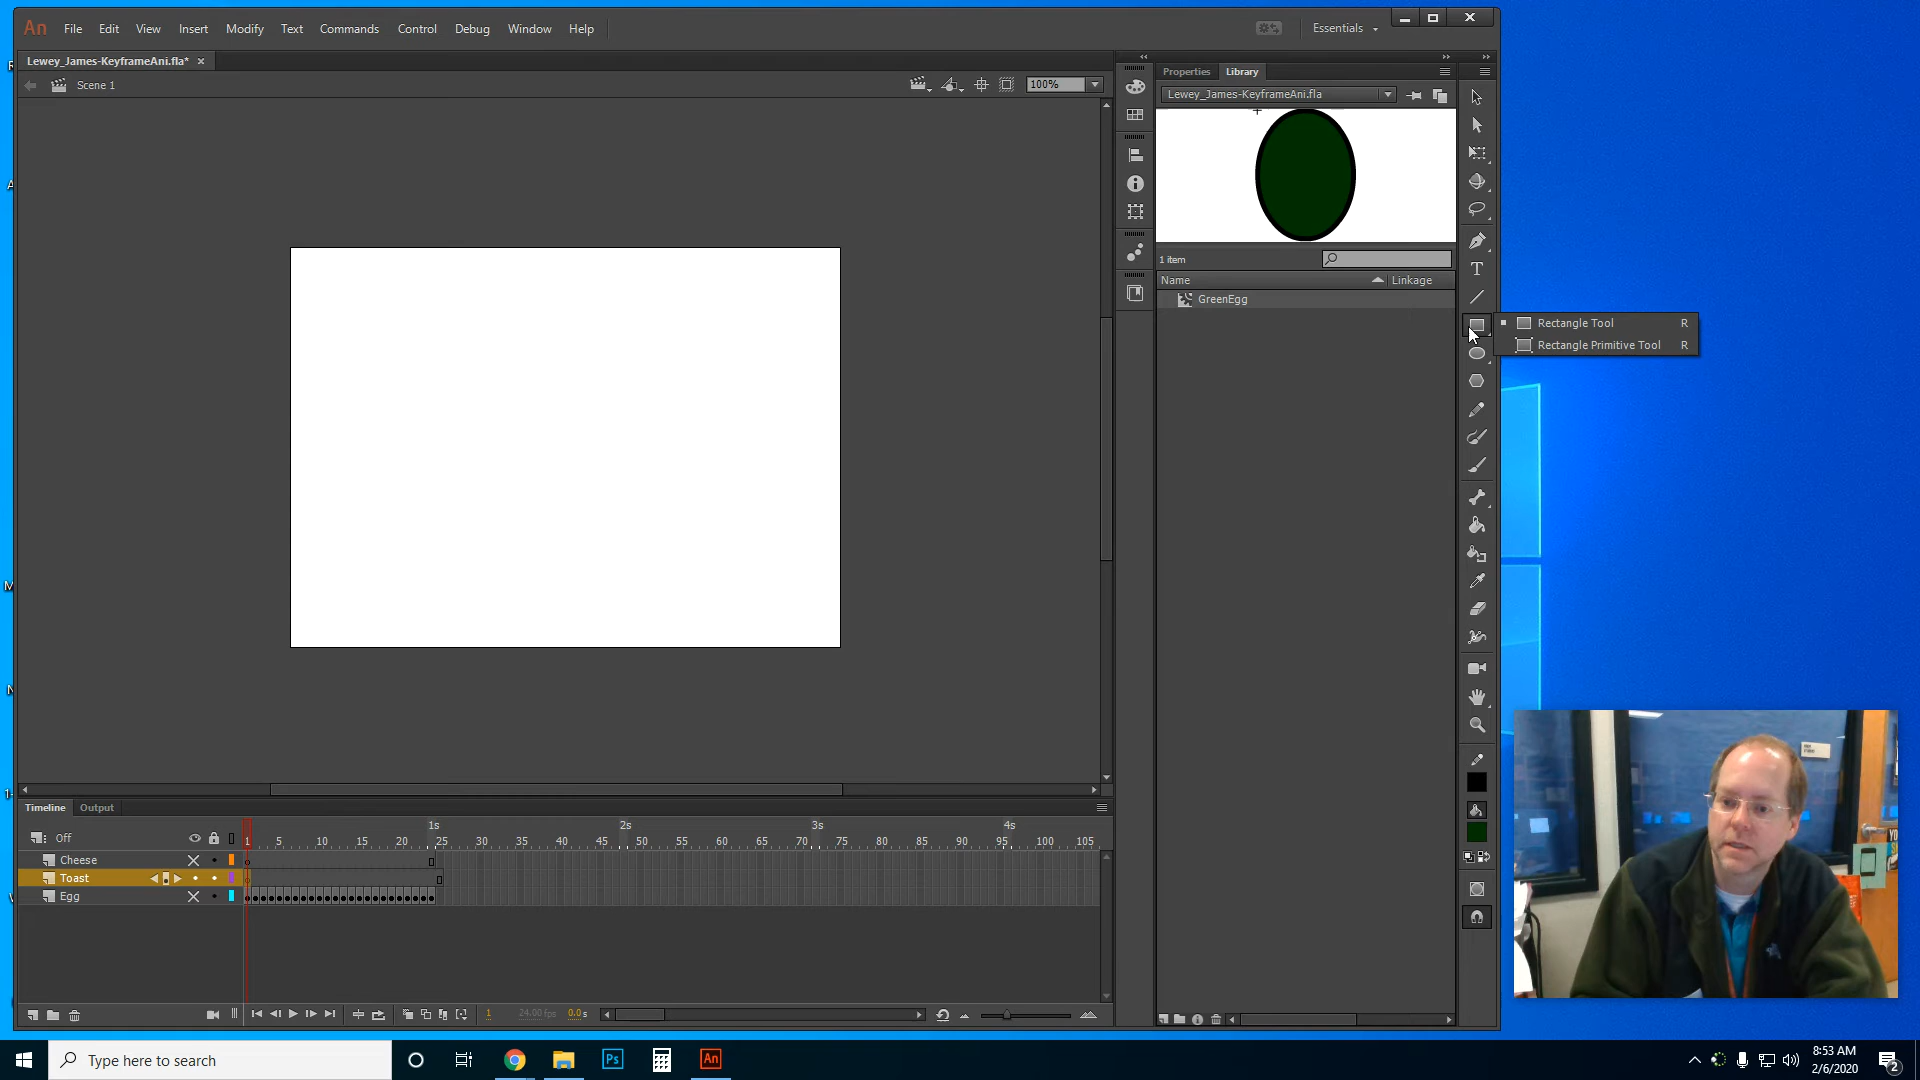 An File Edit View Insert Modify Text Commands Control Debug Window Help Essentials
Lewey_James-KeyframeAni.fla* ×
Scene 1 100%
Properties Library
Lewey_James-KeyframeAni.fla
1 item
Name Linkage
GreenEgg
Rectangle Tool R
Rectangle Primitive Tool R
Timeline Output
Off 1s 2s 3s 4s
1 5 10 15 20 25 30 35 40 45 50 55 60 65 70 75 80 85 90 95 100 105
Cheese
Toast
Egg
1 24.00 fps 0.0 s
Type here to search
Ps An
8:53 AM
2/6/2020
2